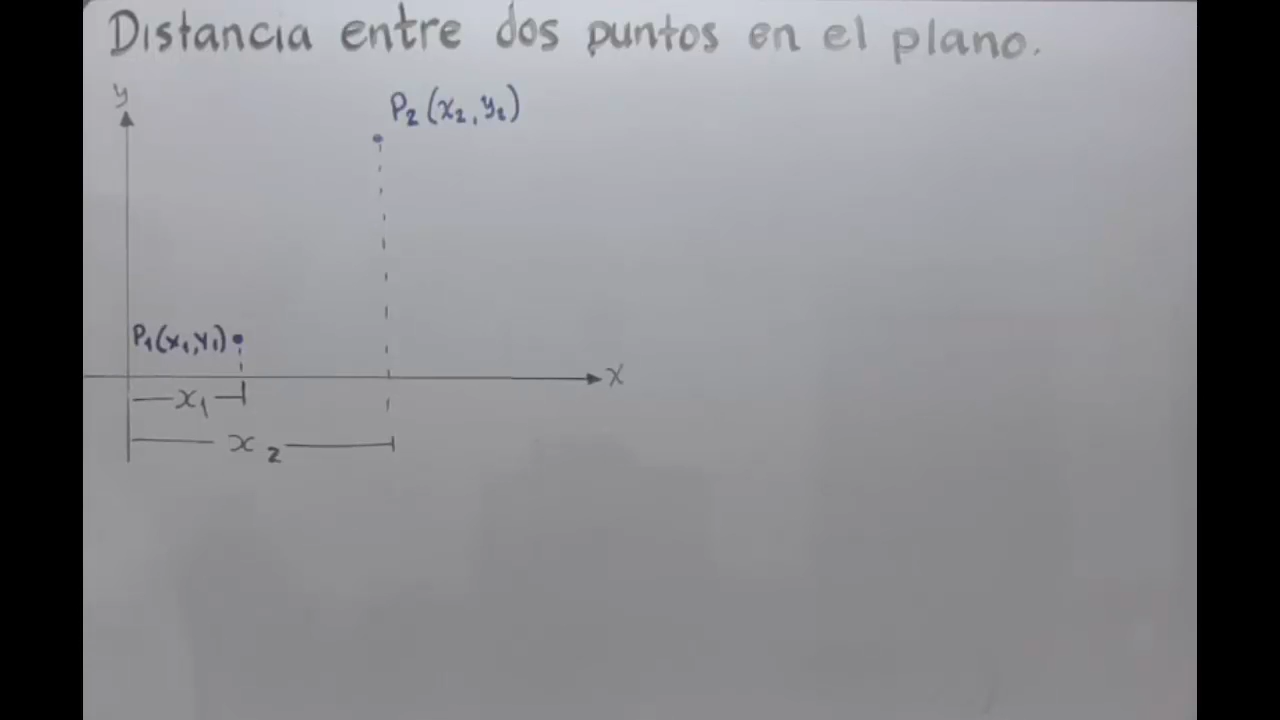 Distancia entre dos puntos en el plano.
y
P₂ (x₂, y₂)
P₁(x₁, y₁)
x
x₁
x₂